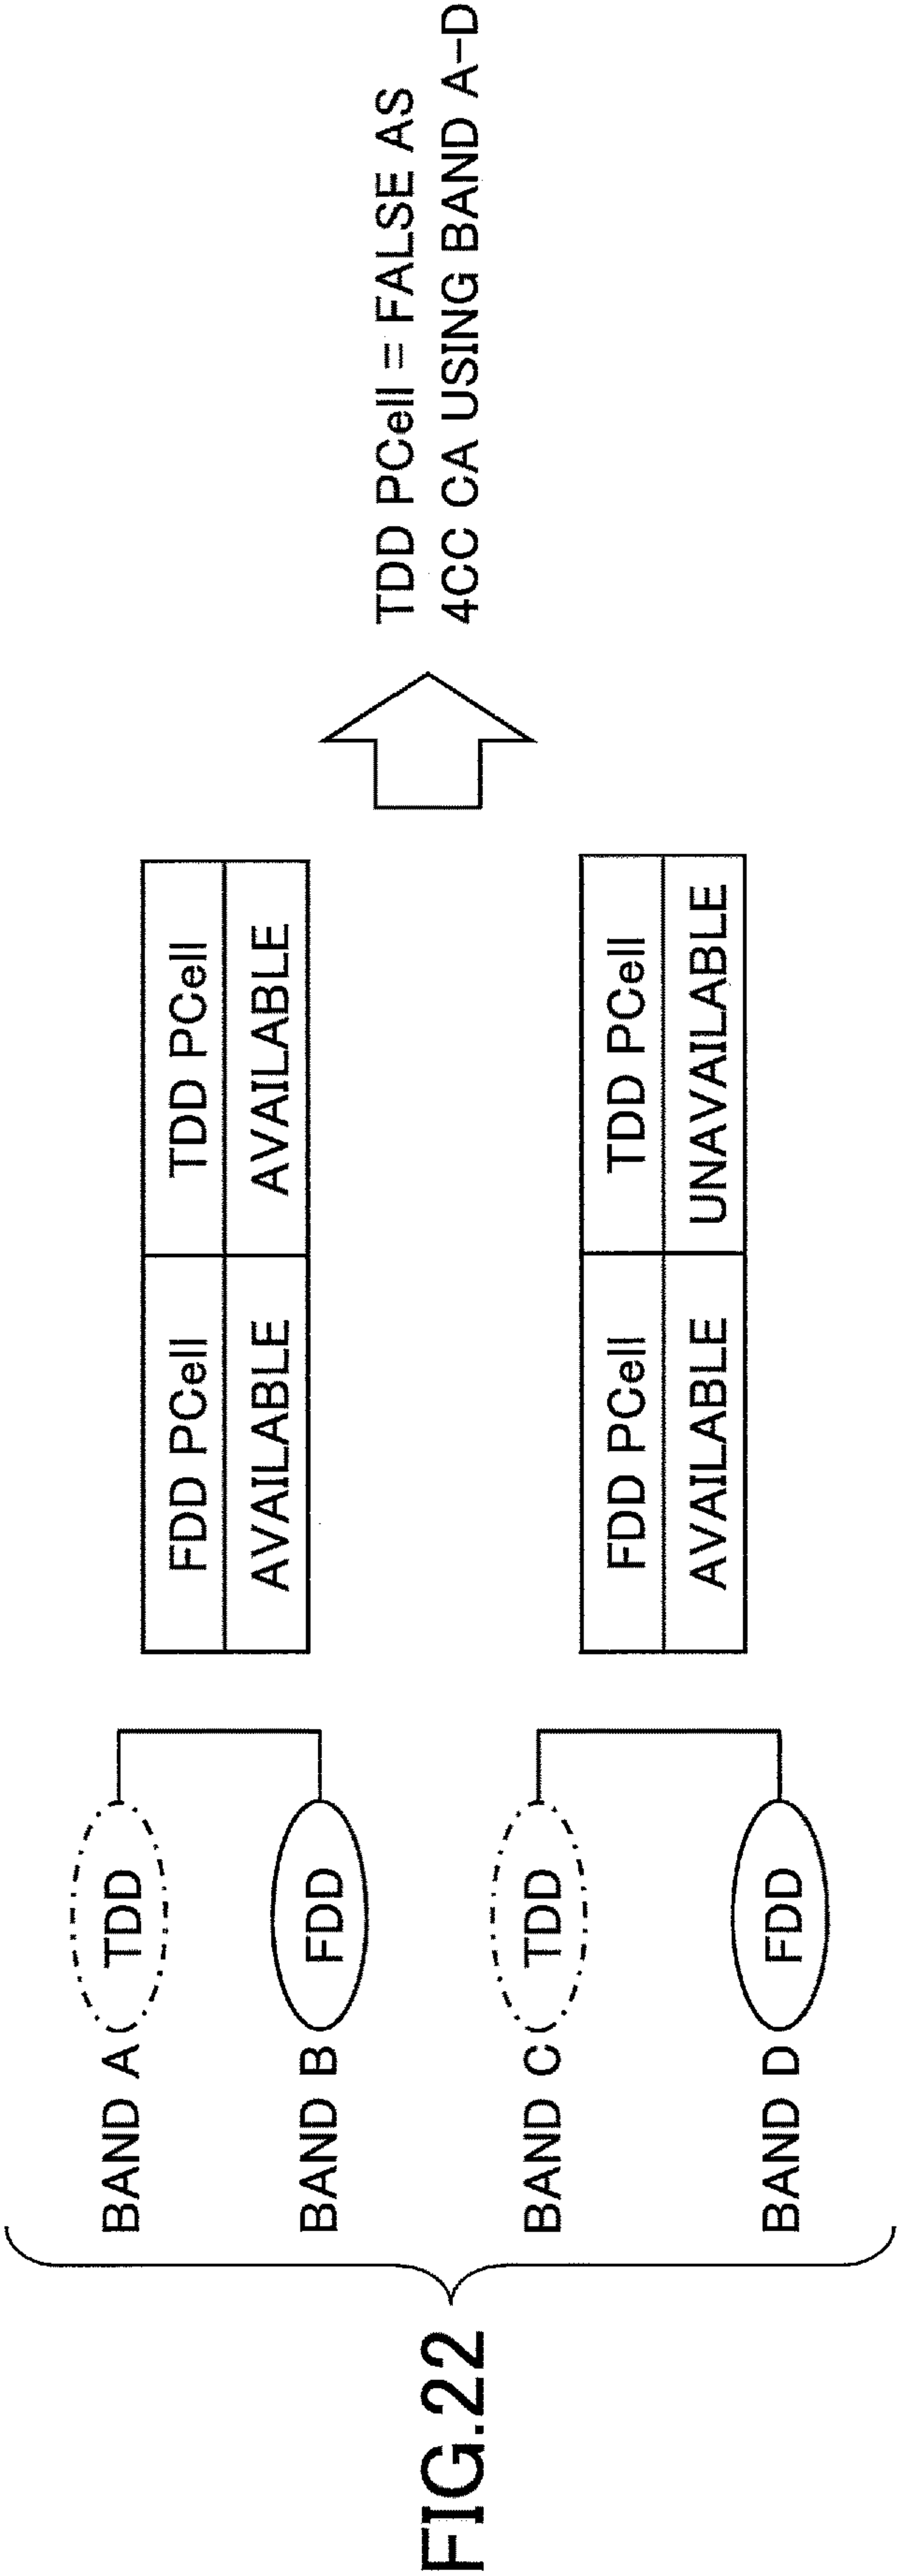 FIG.22
BAND A
TDD
BAND B
FDD
FDD PCell TDD PCell
AVAILABLE AVAILABLE
BAND C
TDD
BAND D
FDD
FDD PCell TDD PCell
AVAILABLE UNAVAILABLE
TDD PCell = FALSE AS
4CC CA USING BAND A-D